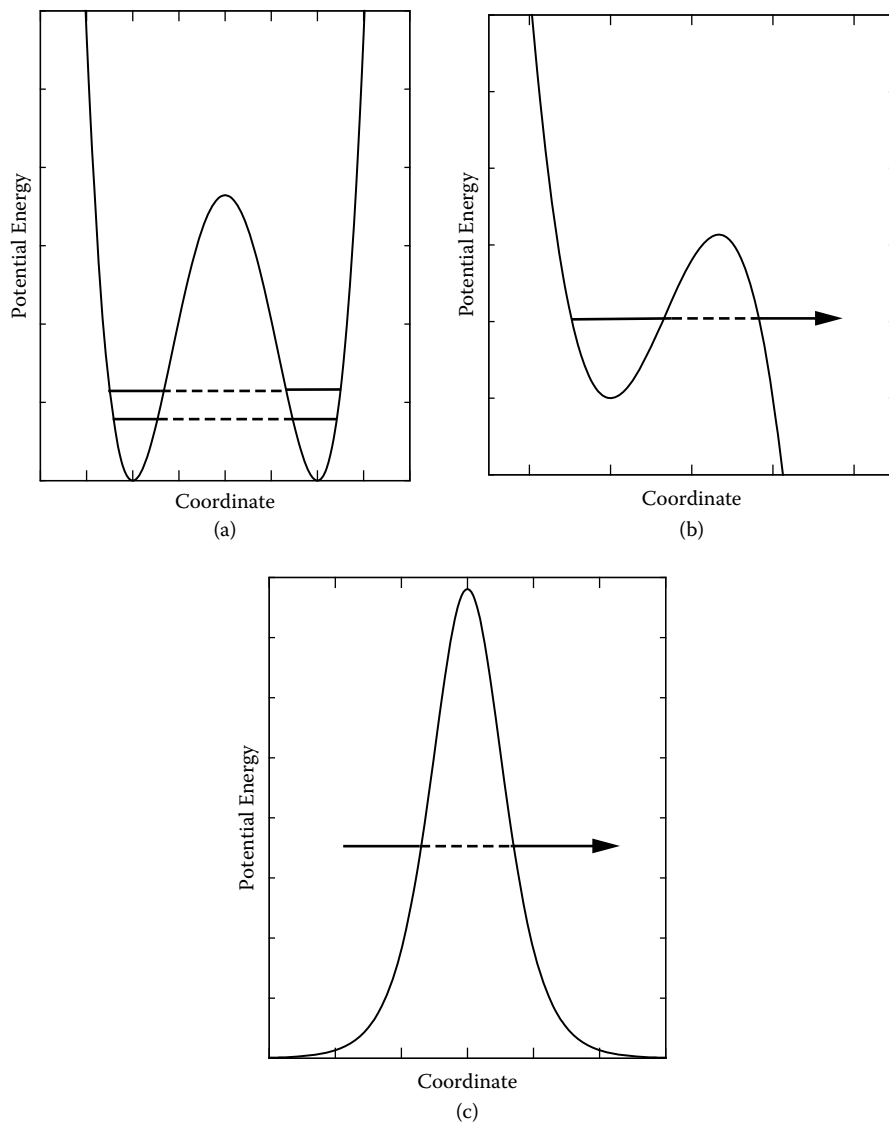 Potential Energy
Coordinate
(a)
Potential Energy
Coordinate
(b)
Potential Energy
Coordinate
(c)